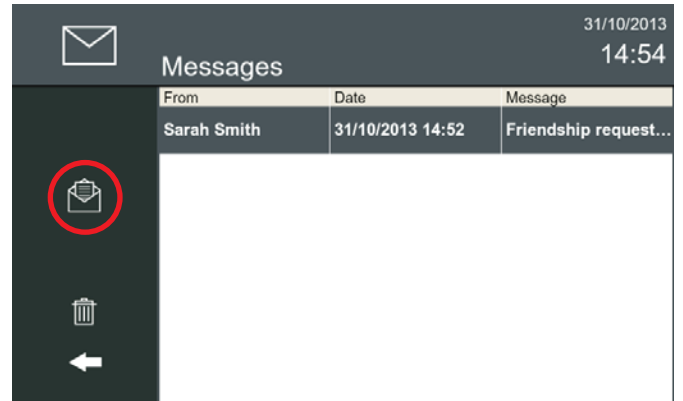 31/10/2013
14:54
Messages
From Date Message
Sarah Smith 31/10/2013 14:52 Friendship request...